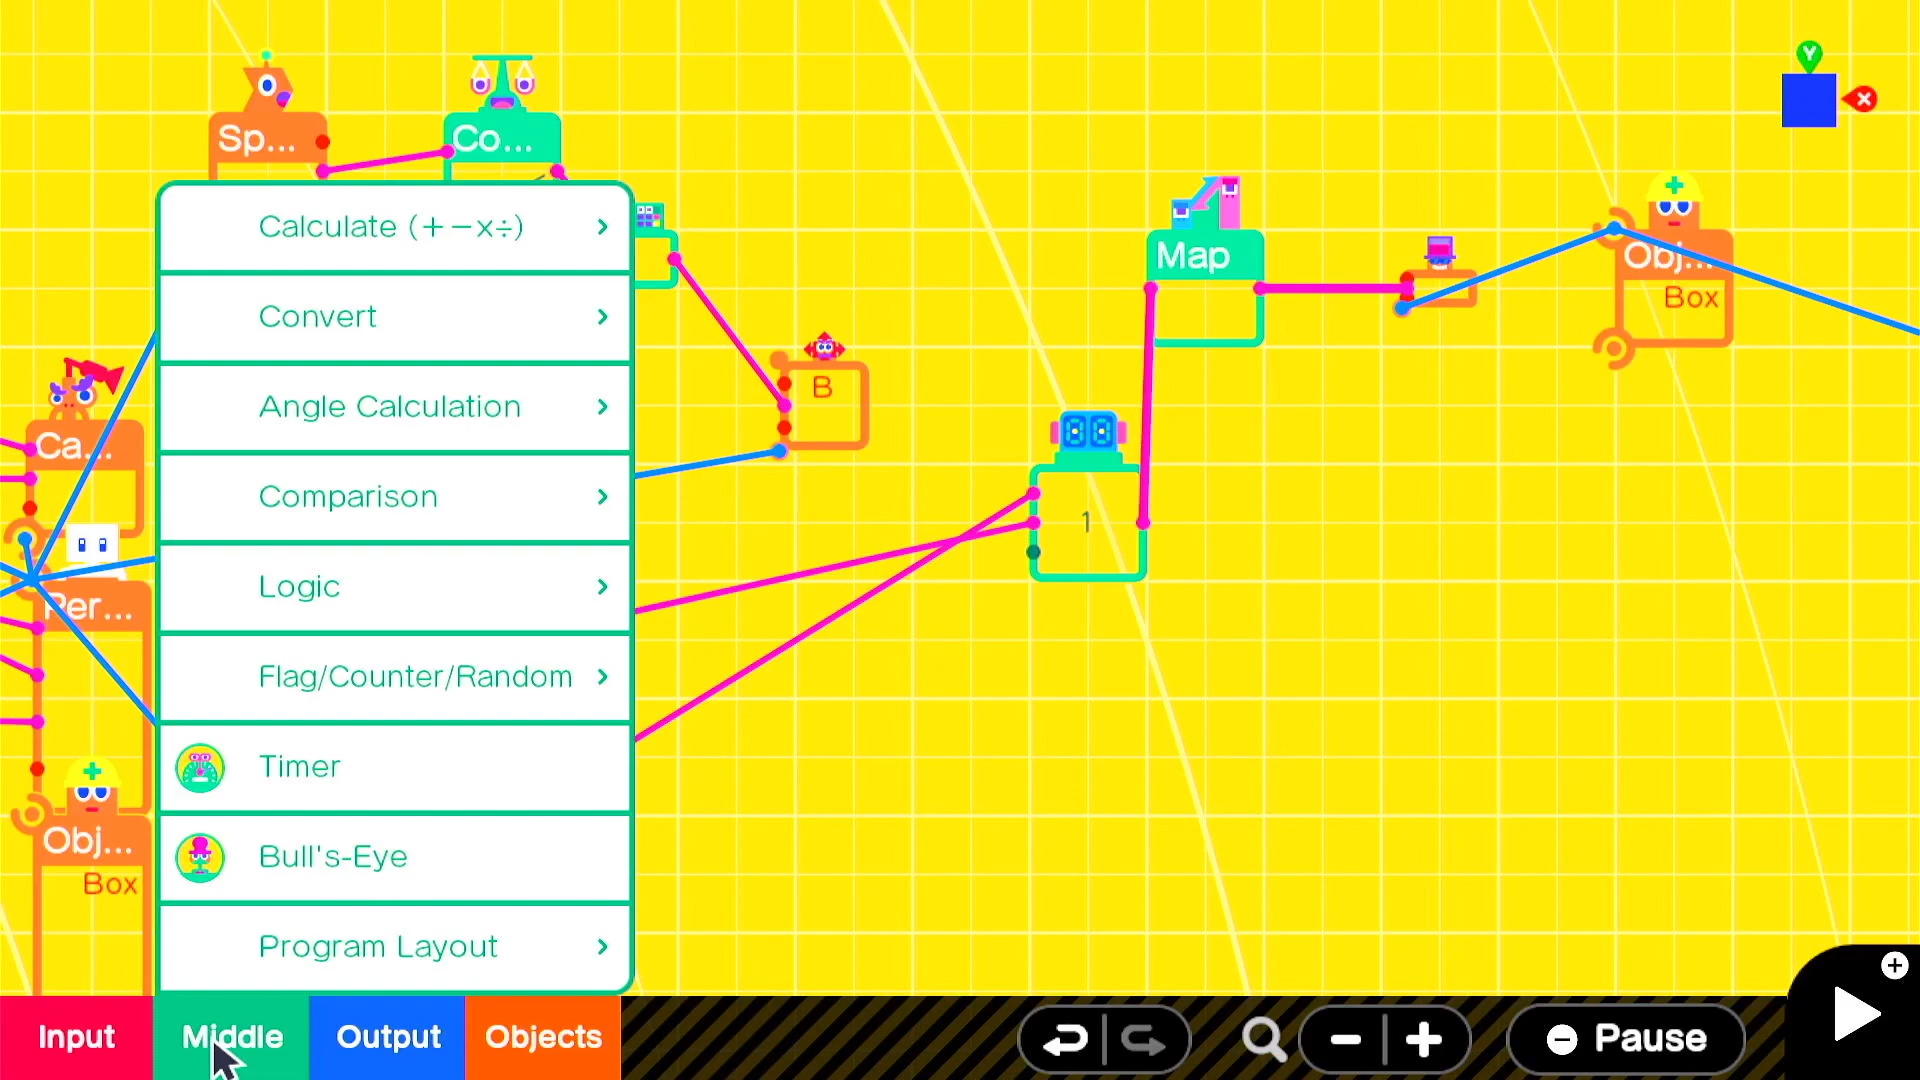 Y
X
Sp...
Co...
Calculate (+−×÷)
Convert
Angle Calculation
Comparison
Logic
Flag/Counter/Random
Timer
Bull's-Eye
Program Layout
Ca...
Per...
Obj...
Box
B
1
Map
Obj...
Box
Input
Middle
Output
Objects
Pause